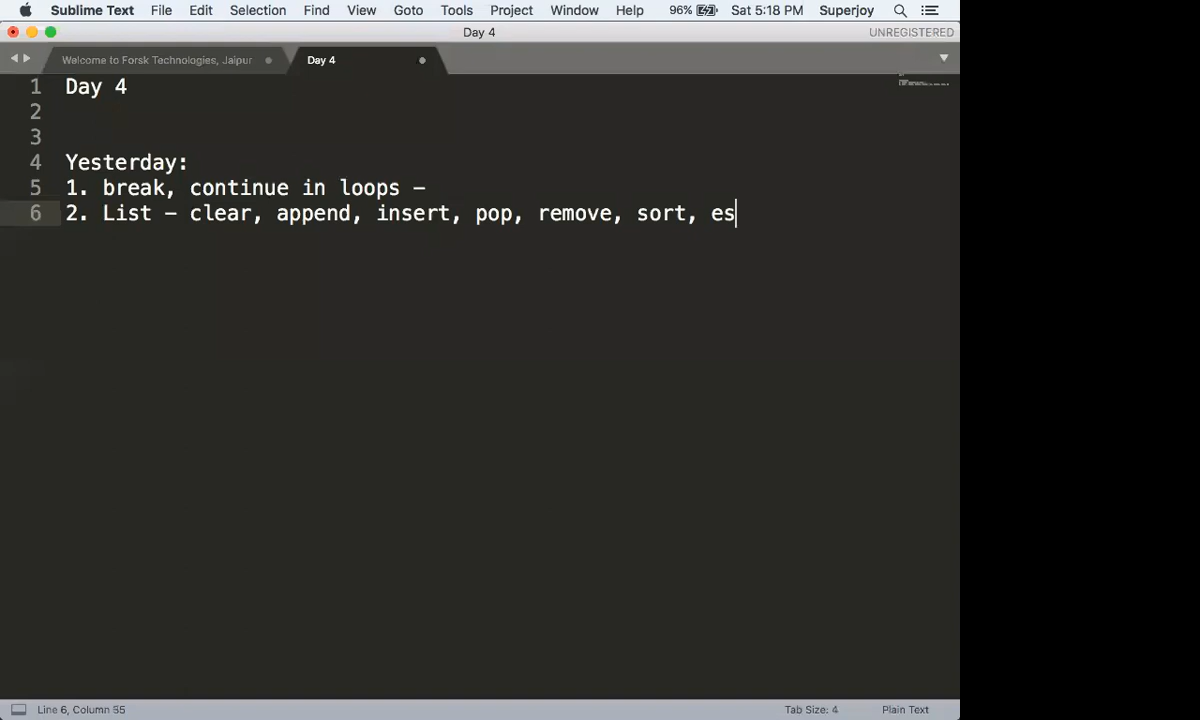 Sublime Text File Edit Selection Find View Goto Tools Project Window Help 96% Sat 5:18 PM Superjoy
Day 4 UNREGISTERED
Welcome to Forsk Technologies, Jaipur Day 4
1 Day 4
2
3
4 Yesterday:
5 1. break, continue in loops -
6 2. List - clear, append, insert, pop, remove, sort, es
Line 6, Column 55 Tab Size: 4 Plain Text